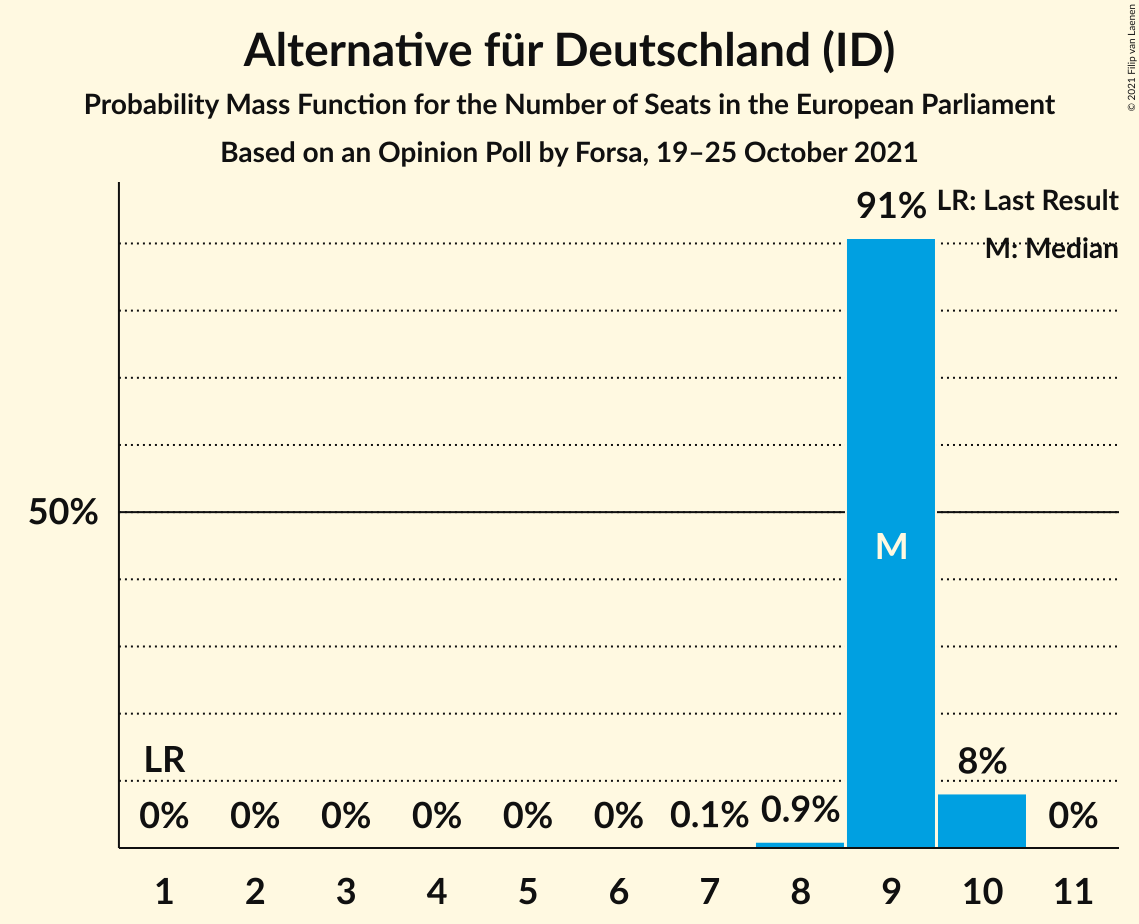 Alternative für Deutschland (ID)
Probability Mass Function for the Number of Seats in the European Parliament
Based on an Opinion Poll by Forsa, 19–25 October 2021
© 2021 Filip van Laenen
91%
LR: Last Result
M: Median
50%
M
LR
0% 0% 0% 0% 0% 0% 0.1% 0.9% 8% 0%
1 2 3 4 5 6 7 8 9 10 11